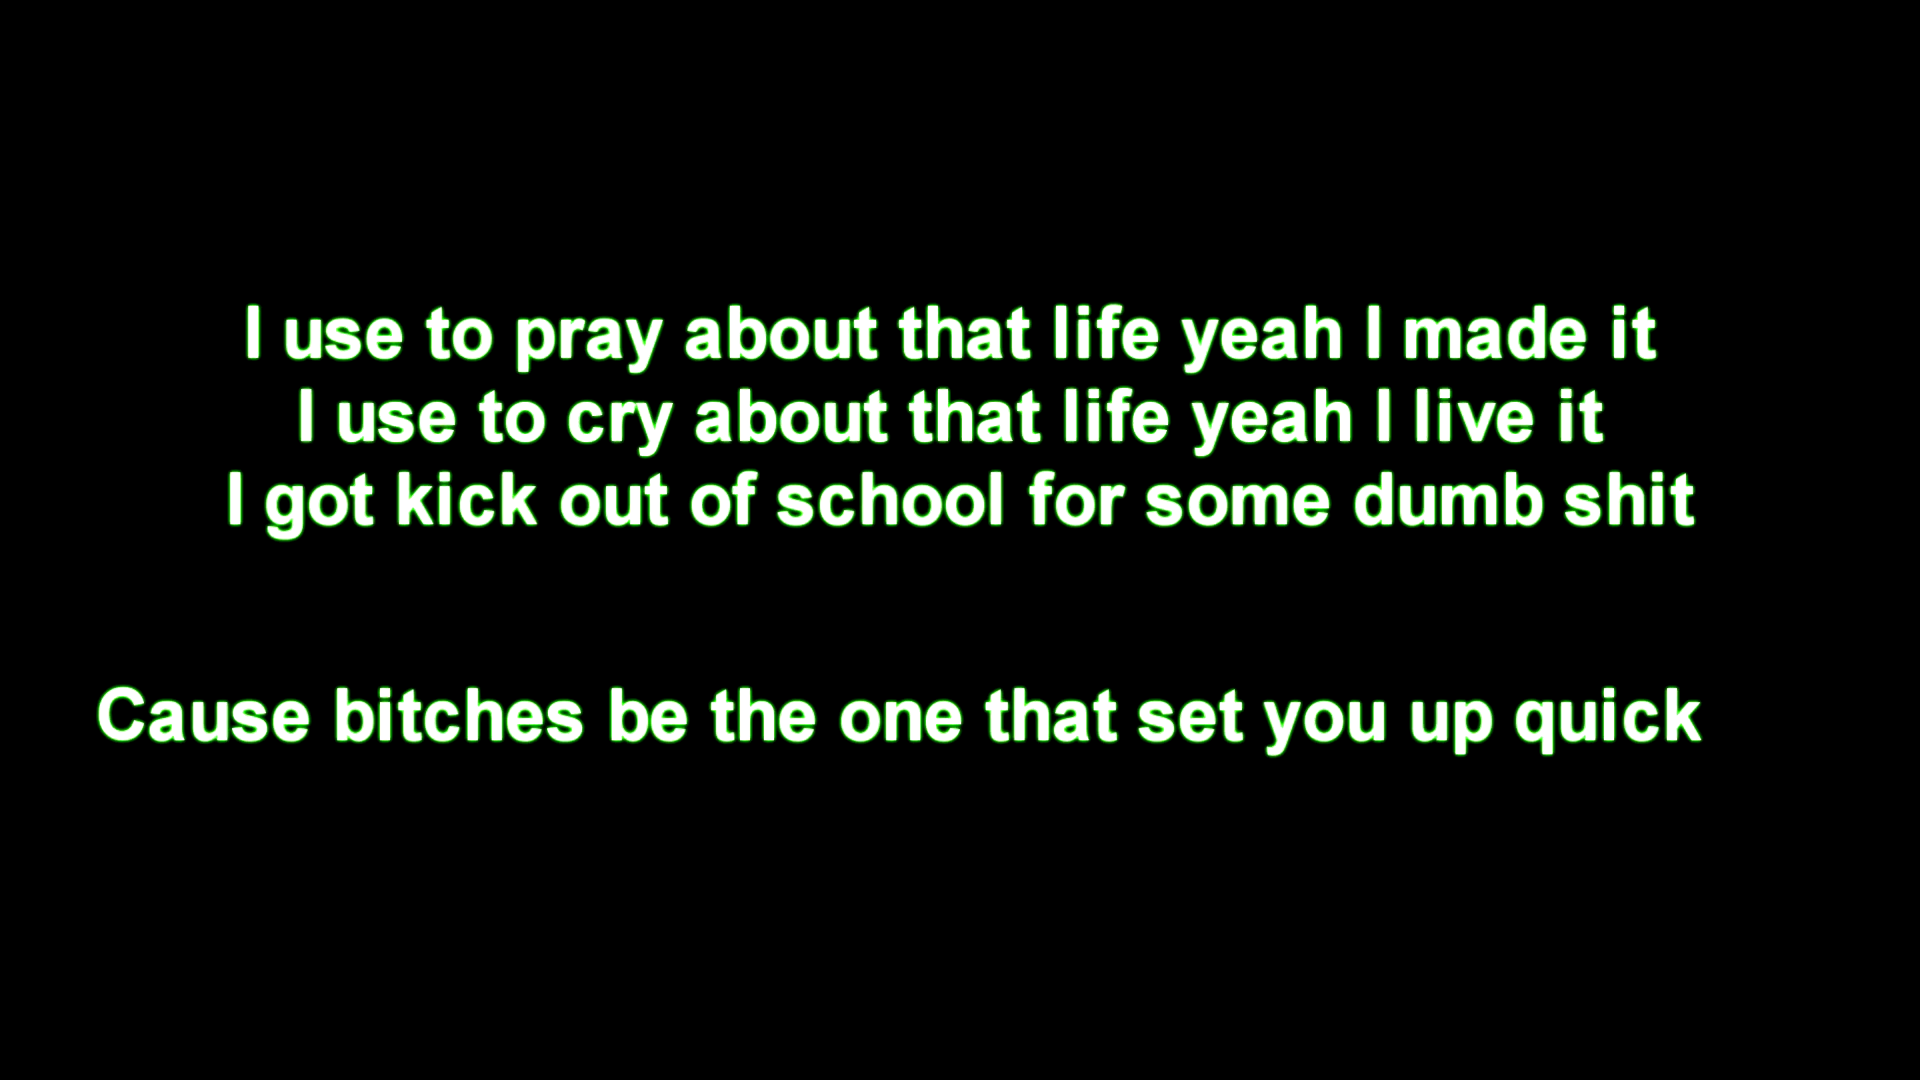 I use to pray about that life yeah I made it
I use to cry about that life yeah I live it
I got kick out of school for some dumb shit
Cause bitches be the one that set you up quick